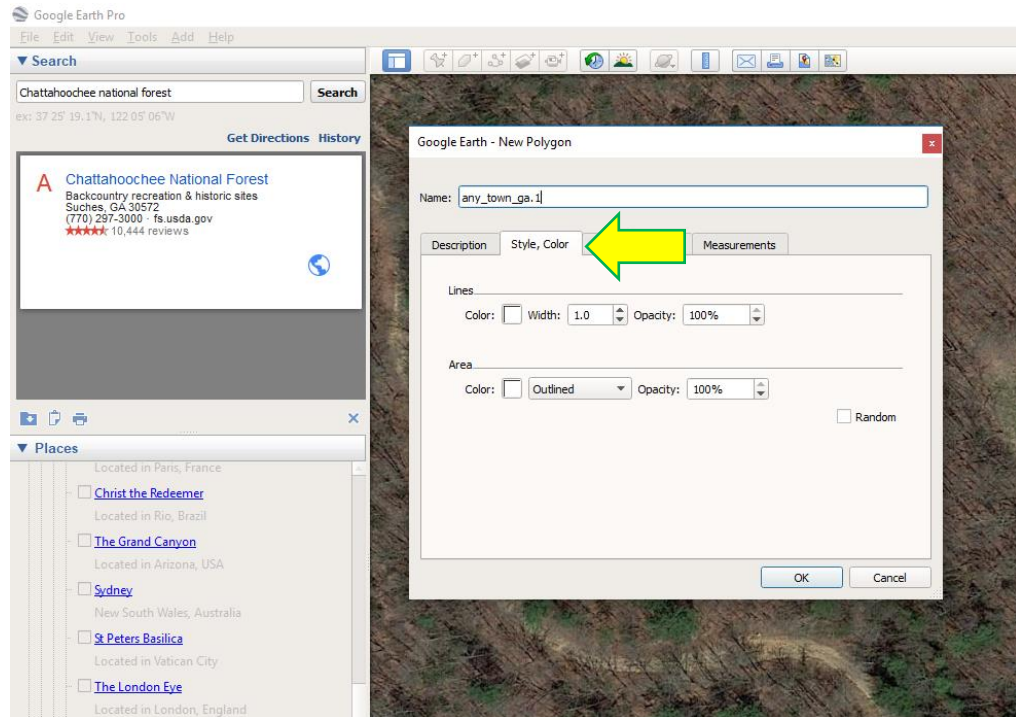 Google Earth Pro
File Edit View Tools Add Help
▼ Search
Chattahoochee national forest Search
ex: 37 25' 19.1"N, 122 05' 06"W
Get Directions History
A Chattahoochee National Forest
Backcountry recreation & historic sites
Suches, GA 30572
(770) 297-3000 · fs.usda.gov
★★★★★ 10,444 reviews
▼ Places
Located in Paris, France
Christ the Redeemer
Located in Rio, Brazil
The Grand Canyon
Located in Arizona, USA
Sydney
New South Wales, Australia
St Peters Basilica
Located in Vatican City
The London Eye
Located in London, England
Google Earth - New Polygon
x
Name: any_town_ga.1
Description Style, Color Measurements
Lines
Color: Width: 1.0 Opacity: 100%
Area
Color: Outlined Opacity: 100%
Random
OK Cancel